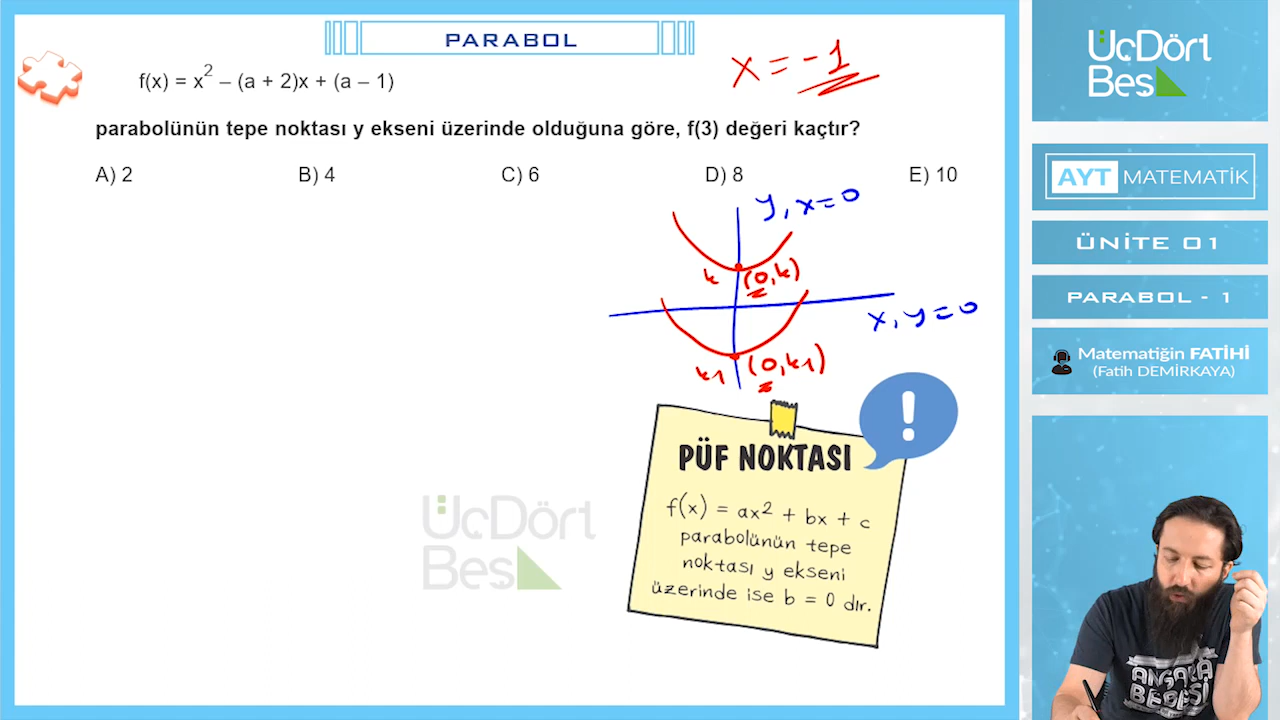 PARABOL
f(x) = x² – (a + 2)x + (a – 1)
x = -1
parabolünün tepe noktası y ekseni üzerinde olduğuna göre, f(3) değeri kaçtır?
A) 2 B) 4 C) 6 D) 8 E) 10
y, x=0
k (0,k)
x, y=0
k1 (0,k1)
PÜF NOKTASI
!
f(x) = ax² + bx + c
parabolünün tepe
noktası y ekseni
üzerinde ise b = 0 dır.
ÜçDört
Beş
ÜçDört
Beş
AYT MATEMATİK
ÜNİTE 01
PARABOL - 1
Matematiğin FATİHİ
(Fatih DEMİRKAYA)
ANGARA
BEBESİ